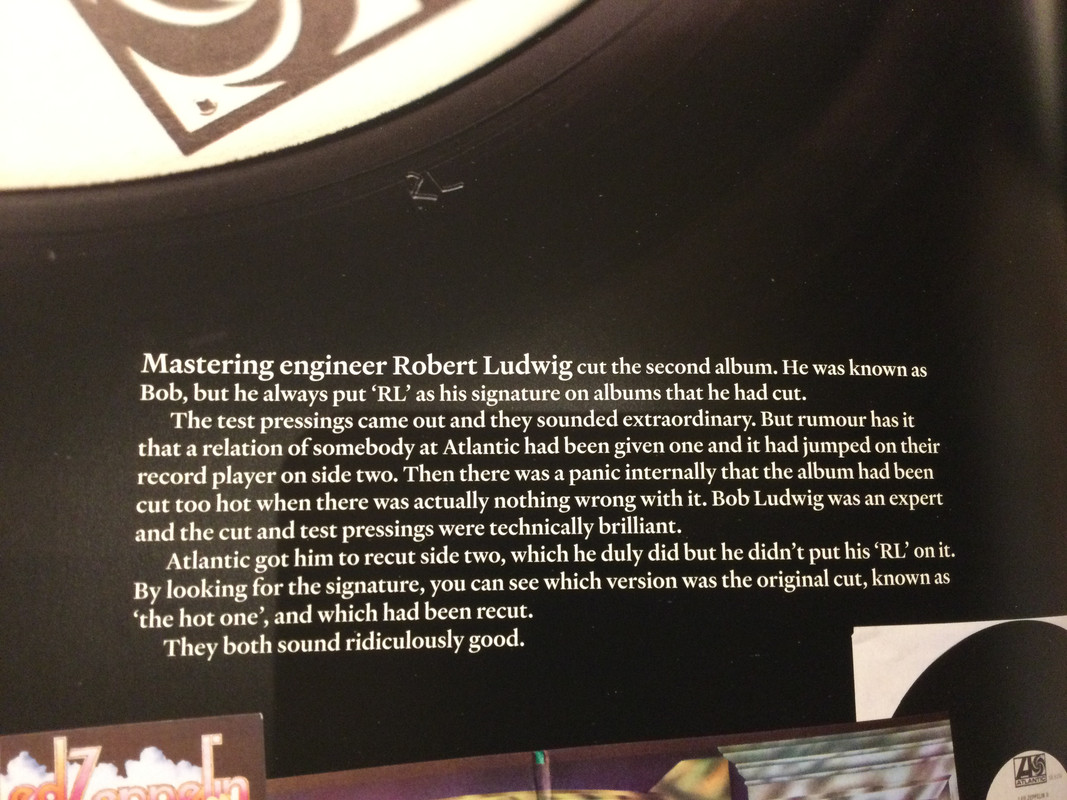 RL
Mastering engineer Robert Ludwig cut the second album. He was known as
Bob, but he always put ‘RL’ as his signature on albums that he had cut.
The test pressings came out and they sounded extraordinary. But rumour has it
that a relation of somebody at Atlantic had been given one and it had jumped on their
record player on side two. Then there was a panic internally that the album had been
cut too hot when there was actually nothing wrong with it. Bob Ludwig was an expert
and the cut and test pressings were technically brilliant.
Atlantic got him to recut side two, which he duly did but he didn’t put his ‘RL’ on it.
By looking for the signature, you can see which version was the original cut, known as
‘the hot one’, and which had been recut.
They both sound ridiculously good.
Led Zeppelin
ATLANTIC